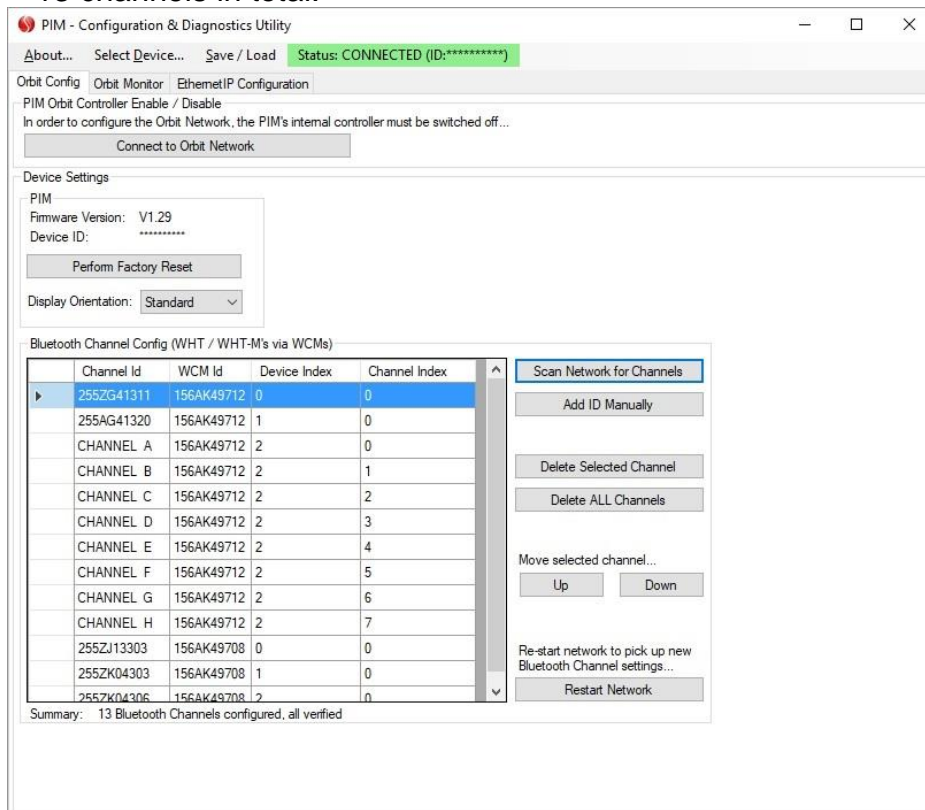 13 channels in total.
PIM - Configuration & Diagnostics Utility
About... Select Device... Save / Load Status: CONNECTED (ID:**********)
Orbit Config Orbit Monitor EthernetIP Configuration
PIM Orbit Controller Enable / Disable
In order to configure the Orbit Network, the PIM's internal controller must be switched off...
Connect to Orbit Network
Device Settings
PIM
Firmware Version: V1.29
Device ID: **********
Perform Factory Reset
Display Orientation: Standard
Bluetooth Channel Config (WHT / WHT-M's via WCMs)
Channel Id WCM Id Device Index Channel Index
255ZG41311 156AK49712 0 0
255AG41320 156AK49712 1 0
CHANNEL A 156AK49712 2 0
CHANNEL B 156AK49712 2 1
CHANNEL C 156AK49712 2 2
CHANNEL D 156AK49712 2 3
CHANNEL E 156AK49712 2 4
CHANNEL F 156AK49712 2 5
CHANNEL G 156AK49712 2 6
CHANNEL H 156AK49712 2 7
255ZJ13303 156AK49708 0 0
255ZK04303 156AK49708 1 0
255ZK04306 156AK49708 2 0
Summary: 13 Bluetooth Channels configured, all verified
Scan Network for Channels
Add ID Manually
Delete Selected Channel
Delete ALL Channels
Move selected channel...
Up Down
Re-start network to pick up new
Bluetooth Channel settings...
Restart Network